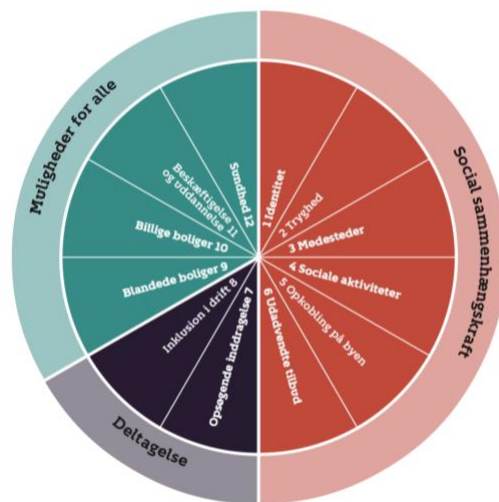 Muligheder for alle
Social sammenhængskraft
Deltagelse
1 Identitet
2 Tryghed
3 Mødesteder
4 Sociale aktiviteter
5 Opkobling på byen
6 Udadvendte tilbud
Opsøgende inddragelse 7
Inklusion i drift 8
Blandede boliger 9
Billige boliger 10
Beskæftigelse
og uddannelse 11
Sundhed 12